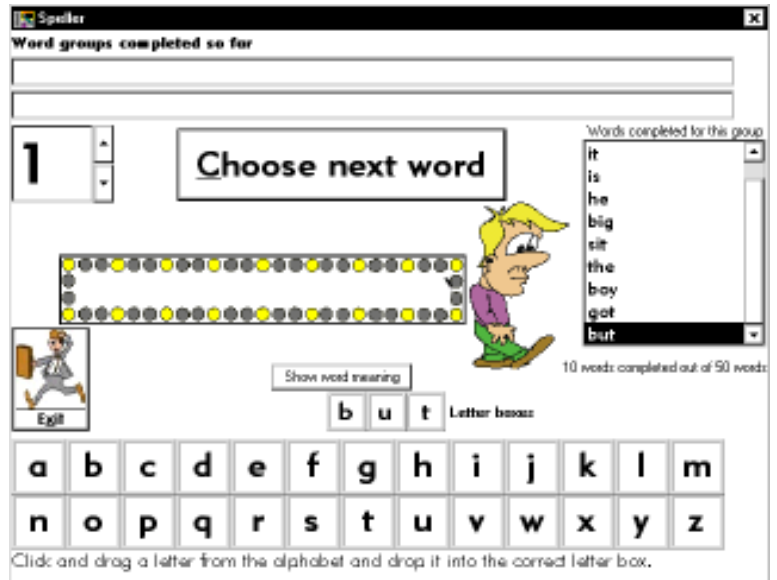 Speller
Word groups completed so far
1
Choose next word
Words completed for this group
it
is
he
big
sit
the
boy
got
but
10 words completed out of 50 words
Exit
Show word meaning
b u t Letter boxes
a b c d e f g h i j k l m
n o p q r s t u v w x y z
Click and drag a letter from the alphabet and drop it into the correct letter box.